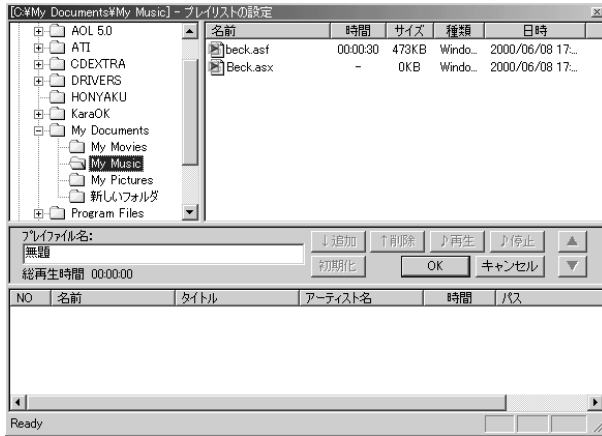 [C:¥My Documents¥My Music] - プレイリストの設定
AOL 5.0
ATI
CDEXTRA
DRIVERS
HONYAKU
KaraOK
My Documents
My Movies
My Music
My Pictures
新しいフォルダ
Program Files
名前 時間 サイズ 種類 日時
beck.asf 00:00:30 473KB Windo... 2000/06/08 17:...
Beck.asx - 0KB Windo... 2000/06/08 17:...
プレイファイル名:
無題
総再生時間 00:00:00
↓追加 ↑削除 ♪再生 ♪停止 ▲
初期化 OK キャンセル ▼
NO 名前 タイトル アーティスト名 時間 パス
Ready